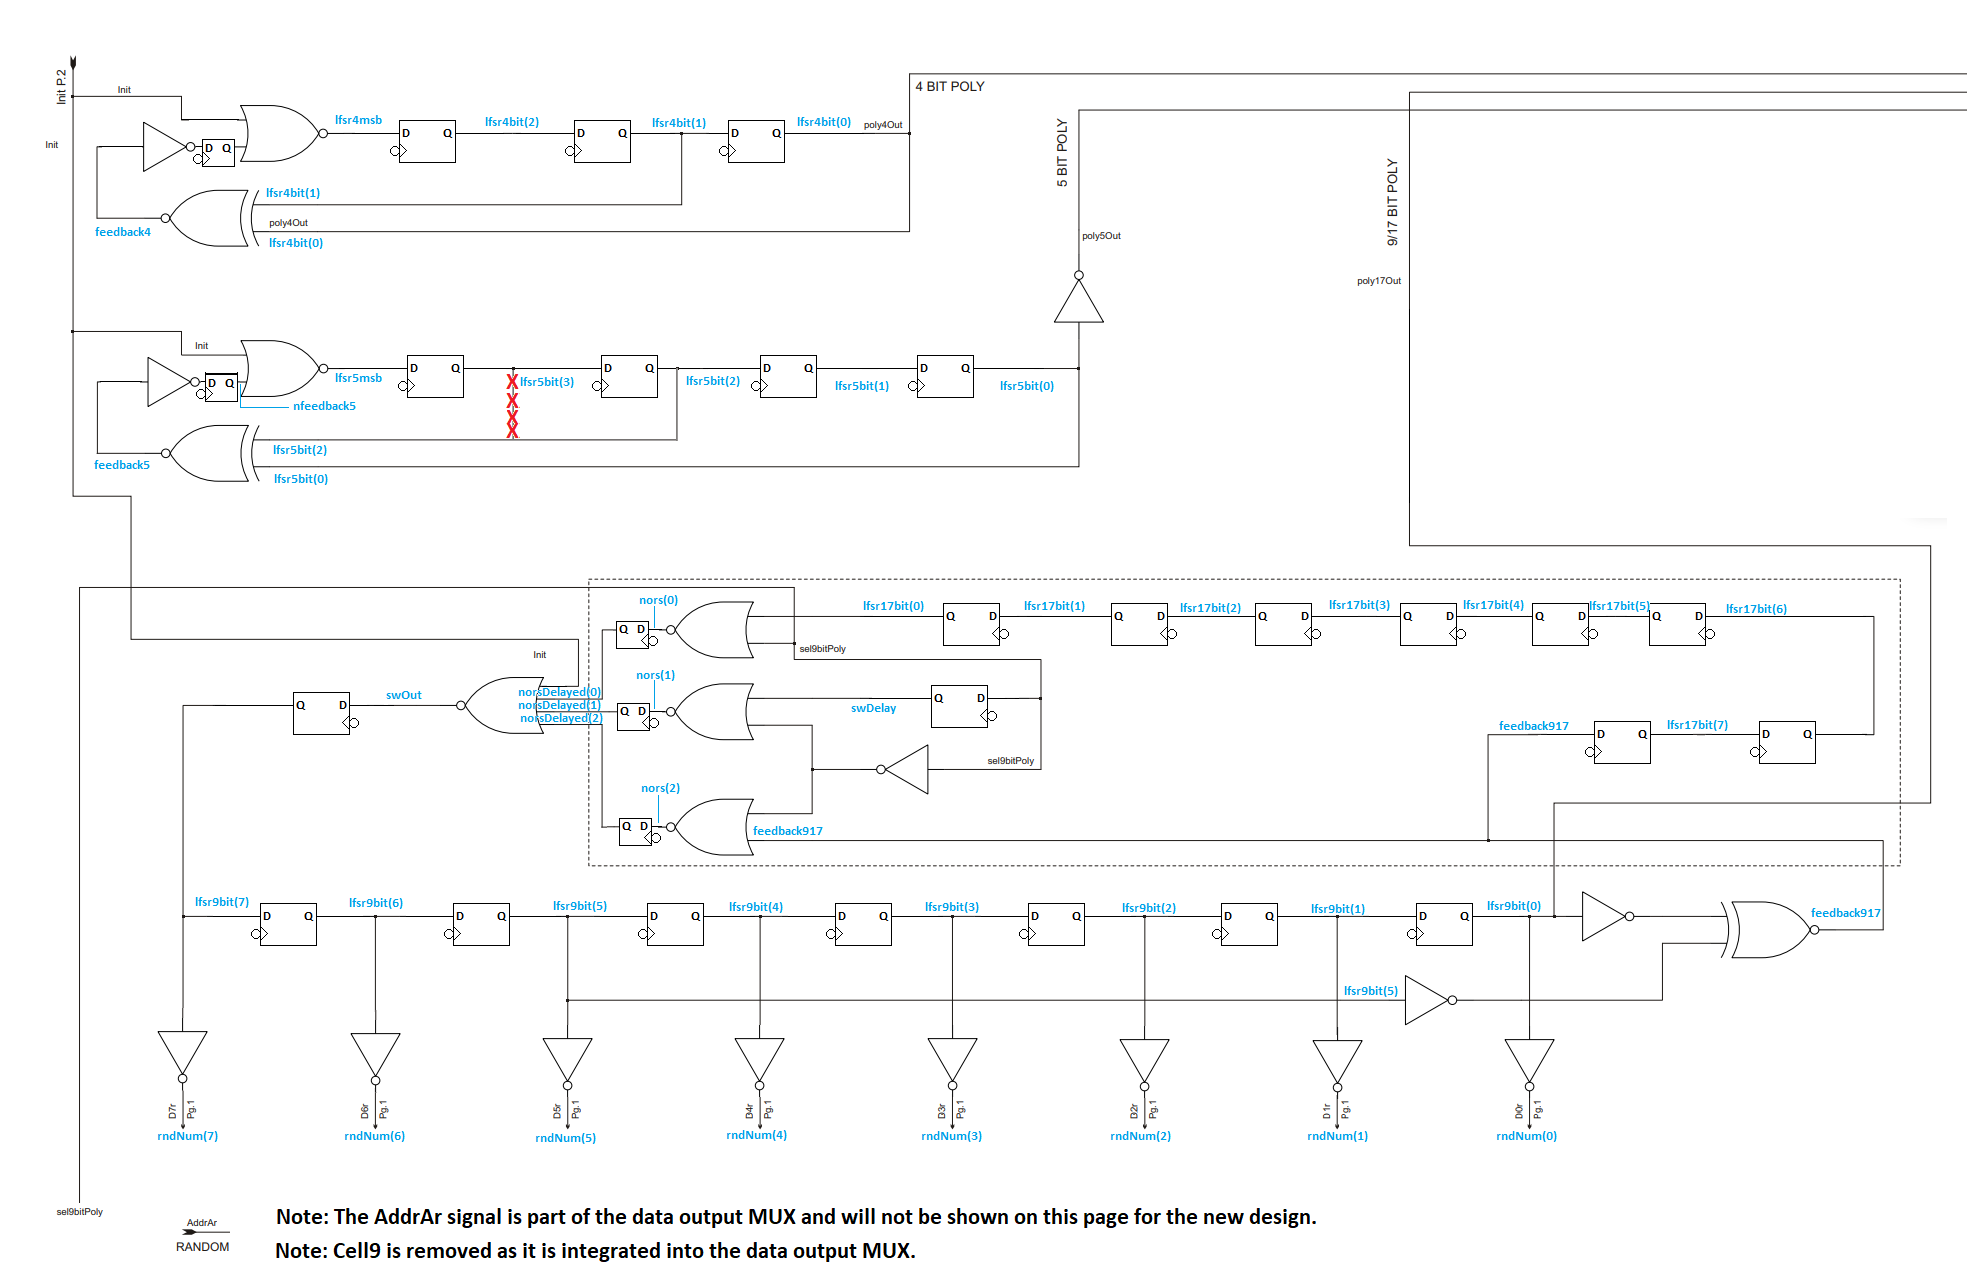 Init P.2
Init
Init
lfsr4msb
D Q
lfsr4bit(2)
D Q
lfsr4bit(1)
D Q
lfsr4bit(0)
poly4Out
4 BIT POLY
D Q
lfsr4bit(1)
poly4Out
lfsr4bit(0)
feedback4
5 BIT POLY
poly5Out
9/17 BIT POLY
poly17Out
Init
lfsr5msb
D Q
X lfsr5bit(3)
X
X
X
D Q
lfsr5bit(2)
D Q
lfsr5bit(1)
D Q
lfsr5bit(0)
D Q
nfeedback5
lfsr5bit(2)
lfsr5bit(0)
feedback5
nors(0)
Q D
lfsr17bit(0)
Q D
lfsr17bit(1)
Q D
lfsr17bit(2)
Q D
lfsr17bit(3)
Q D
lfsr17bit(4)
Q D
lfsr17bit(5)
Q D
lfsr17bit(6)
sel9bitPoly
Init
nors(1)
Q D
swOut
Q D
norsDelayed(0)
norsDelayed(1)
norsDelayed(2)
swDelay
Q D
sel9bitPoly
feedback917
D Q
lfsr17bit(7)
D Q
nors(2)
Q D
feedback917
lfsr9bit(7)
D Q
lfsr9bit(6)
D Q
lfsr9bit(5)
D Q
lfsr9bit(4)
D Q
lfsr9bit(3)
D Q
lfsr9bit(2)
D Q
lfsr9bit(1)
D Q
lfsr9bit(0)
feedback917
lfsr9bit(5)
D7r Pg.1
D6r Pg.1
D5r Pg.1
D4r Pg.1
D3r Pg.1
D2r Pg.1
D1r Pg.1
D0r Pg.1
rndNum(7)
rndNum(6)
rndNum(5)
rndNum(4)
rndNum(3)
rndNum(2)
rndNum(1)
rndNum(0)
sel9bitPoly
AddrAr
RANDOM
Note: The AddrAr signal is part of the data output MUX and will not be shown on this page for the new design.
Note: Cell9 is removed as it is integrated into the data output MUX.